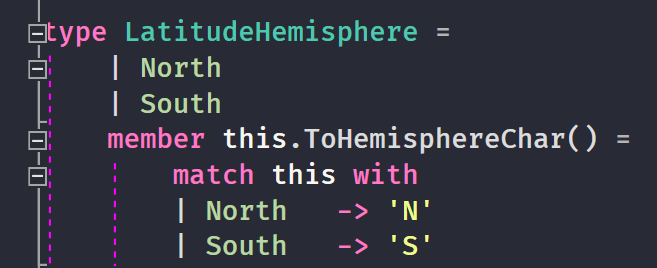 type LatitudeHemisphere =
| North
| South
member this.ToHemisphereChar() =
match this with
| North -> 'N'
| South -> 'S'